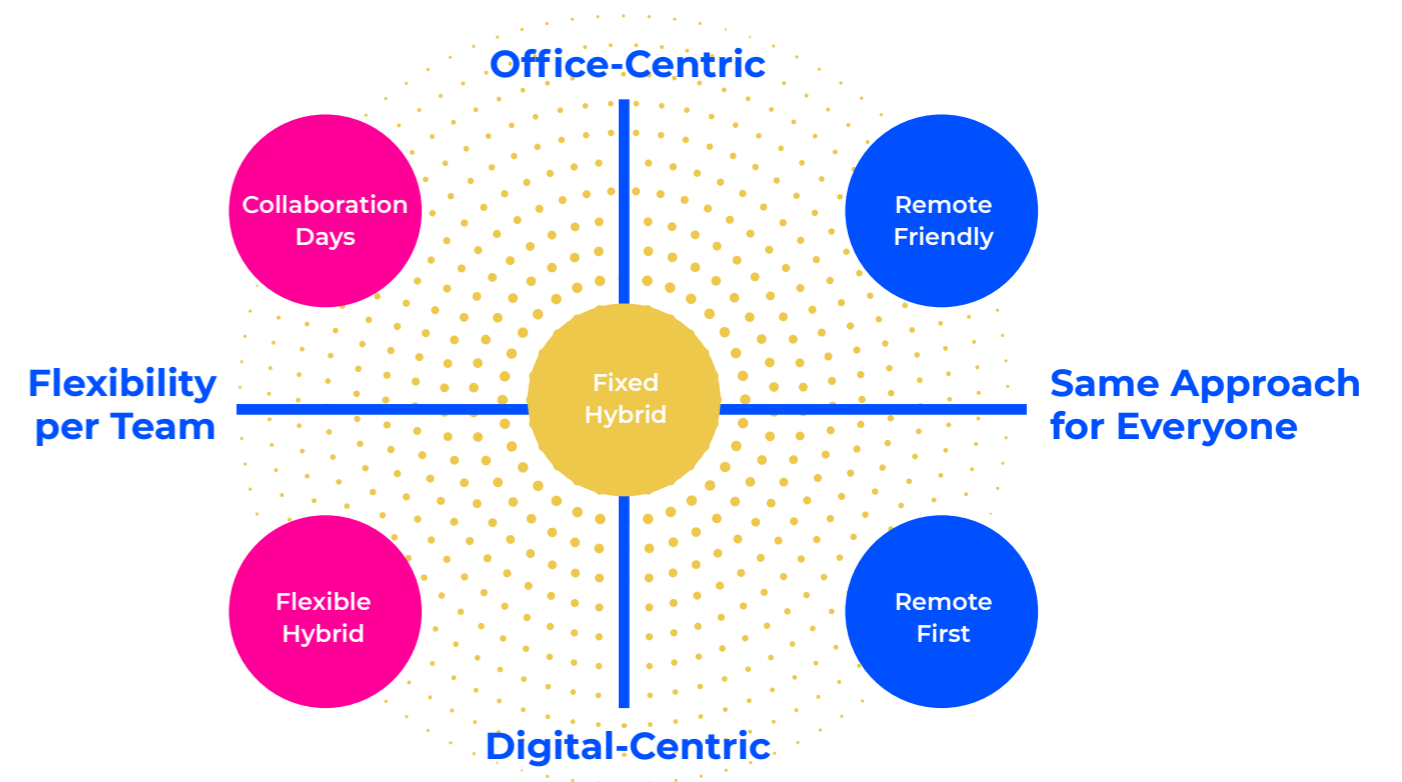 Office-Centric
Collaboration
Days
Remote
Friendly
Flexibility
per Team
Fixed
Hybrid
Same Approach
for Everyone
Flexible
Hybrid
Remote
First
Digital-Centric